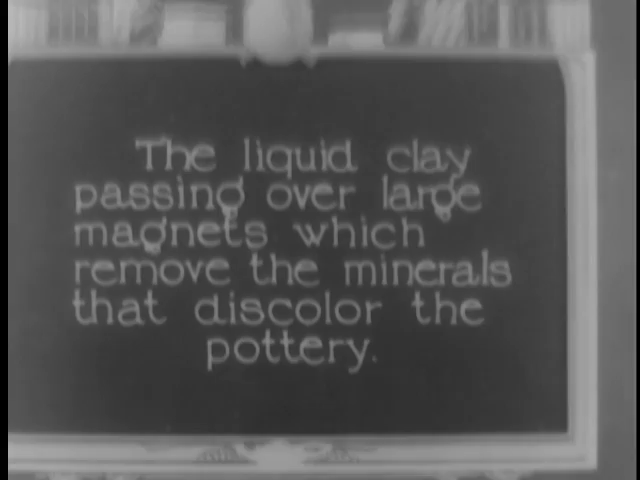 The liquid clay
passing over large
magnets which
remove the minerals
that discolor the
pottery.